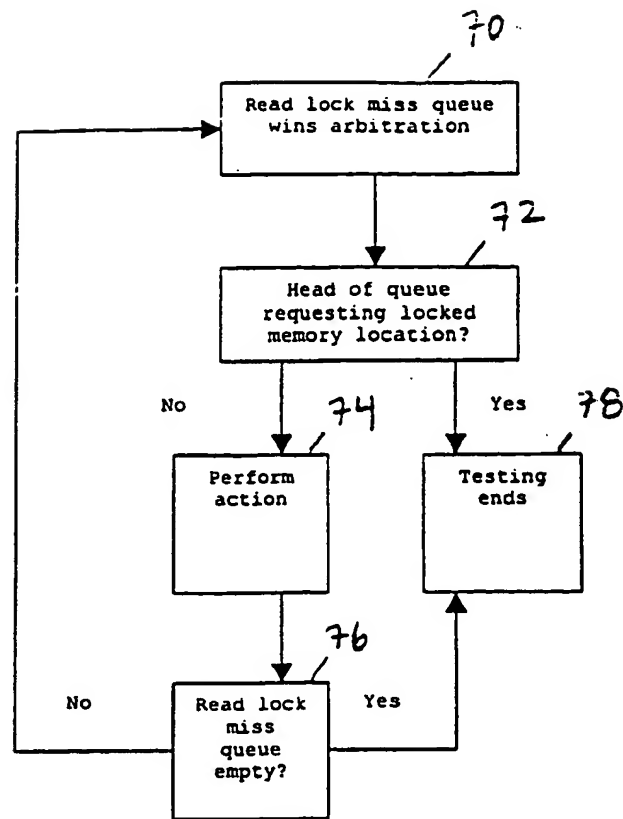 70
Read lock miss queue
wins arbitration
72
Head of queue
requesting locked
memory location?
No
74
Yes
78
Perform
action
Testing
ends
76
No
Read lock
miss
queue
empty?
Yes